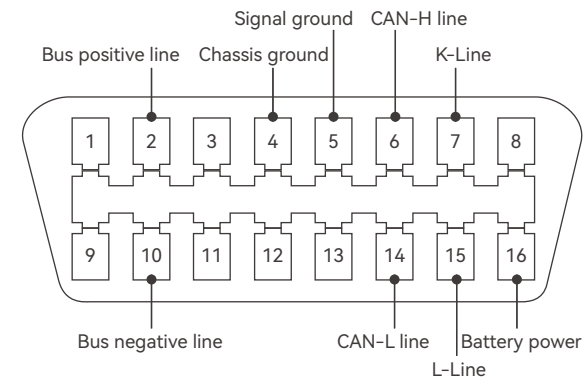 Signal ground CAN-H line
Bus positive line Chassis ground K-Line
1 2 3 4 5 6 7 8
9 10 11 12 13 14 15 16
Bus negative line CAN-L line Battery power
L-Line